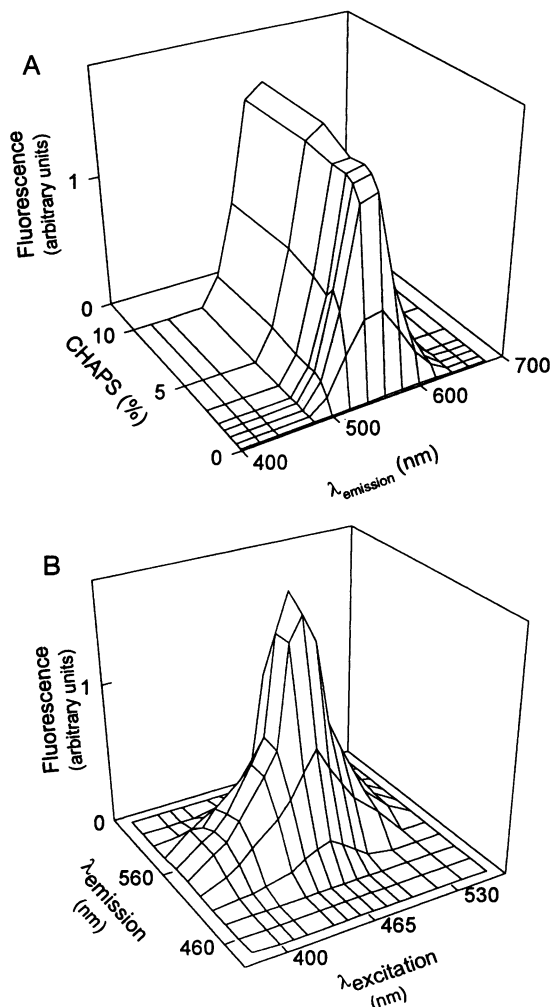 A
Fluorescence
(arbitrary units)
1
0
10
5
0
CHAPS (%)
400
500
600
700
λemission (nm)
B
Fluorescence
(arbitrary units)
1
0
560
460
λemission
(nm)
400
465
530
λexcitation
(nm)